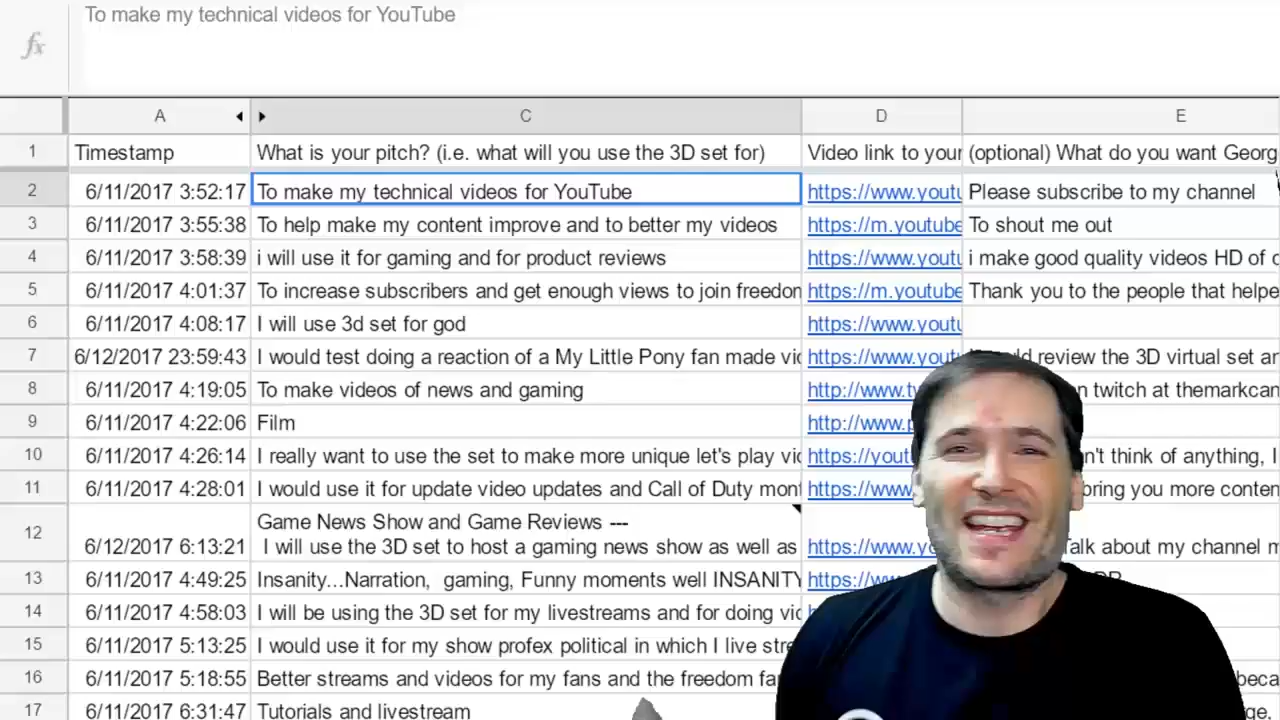 To make my technical videos for YouTube
fx
A C D E
1 Timestamp What is your pitch? (i.e. what will you use the 3D set for) Video link to your (optional) What do you want Georg
2 6/11/2017 3:52:17 To make my technical videos for YouTube https://www.youtu Please subscribe to my channel
3 6/11/2017 3:55:38 To help make my content improve and to better my videos https://m.youtube To shout me out
4 6/11/2017 3:58:39 i will use it for gaming and for product reviews https://www.youtu i make good quality videos HD of
5 6/11/2017 4:01:37 To increase subscribers and get enough views to join freedom https://m.youtube Thank you to the people that helpe
6 6/11/2017 4:08:17 I will use 3d set for god https://www.youtu
7 6/12/2017 23:59:43 I would test doing a reaction of a My Little Pony fan made vid https://www.yout review the 3D virtual set an
8 6/11/2017 4:19:05 To make videos of news and gaming http://www.tv on twitch at themarkcan
9 6/11/2017 4:22:06 Film http://www.p
10 6/11/2017 4:26:14 I really want to use the set to make more unique let's play vid https://yout n't think of anything, I
11 6/11/2017 4:28:01 I would use it for update video updates and Call of Duty mont https://www bring you more conten
Game News Show and Game Reviews ---
12 6/12/2017 6:13:21 I will use the 3D set to host a gaming news show as well as https://www.yo Talk about my channel m
13 6/11/2017 4:49:25 Insanity...Narration, gaming, Funny moments well INSANITY https://ww
14 6/11/2017 4:58:03 I will be using the 3D set for my livestreams and for doing vid
15 6/11/2017 5:13:25 I would use it for my show profex political in which I live stre
16 6/11/2017 5:18:55 Better streams and videos for my fans and the freedom fa beca
17 6/11/2017 6:31:47 Tutorials and livestream ge.